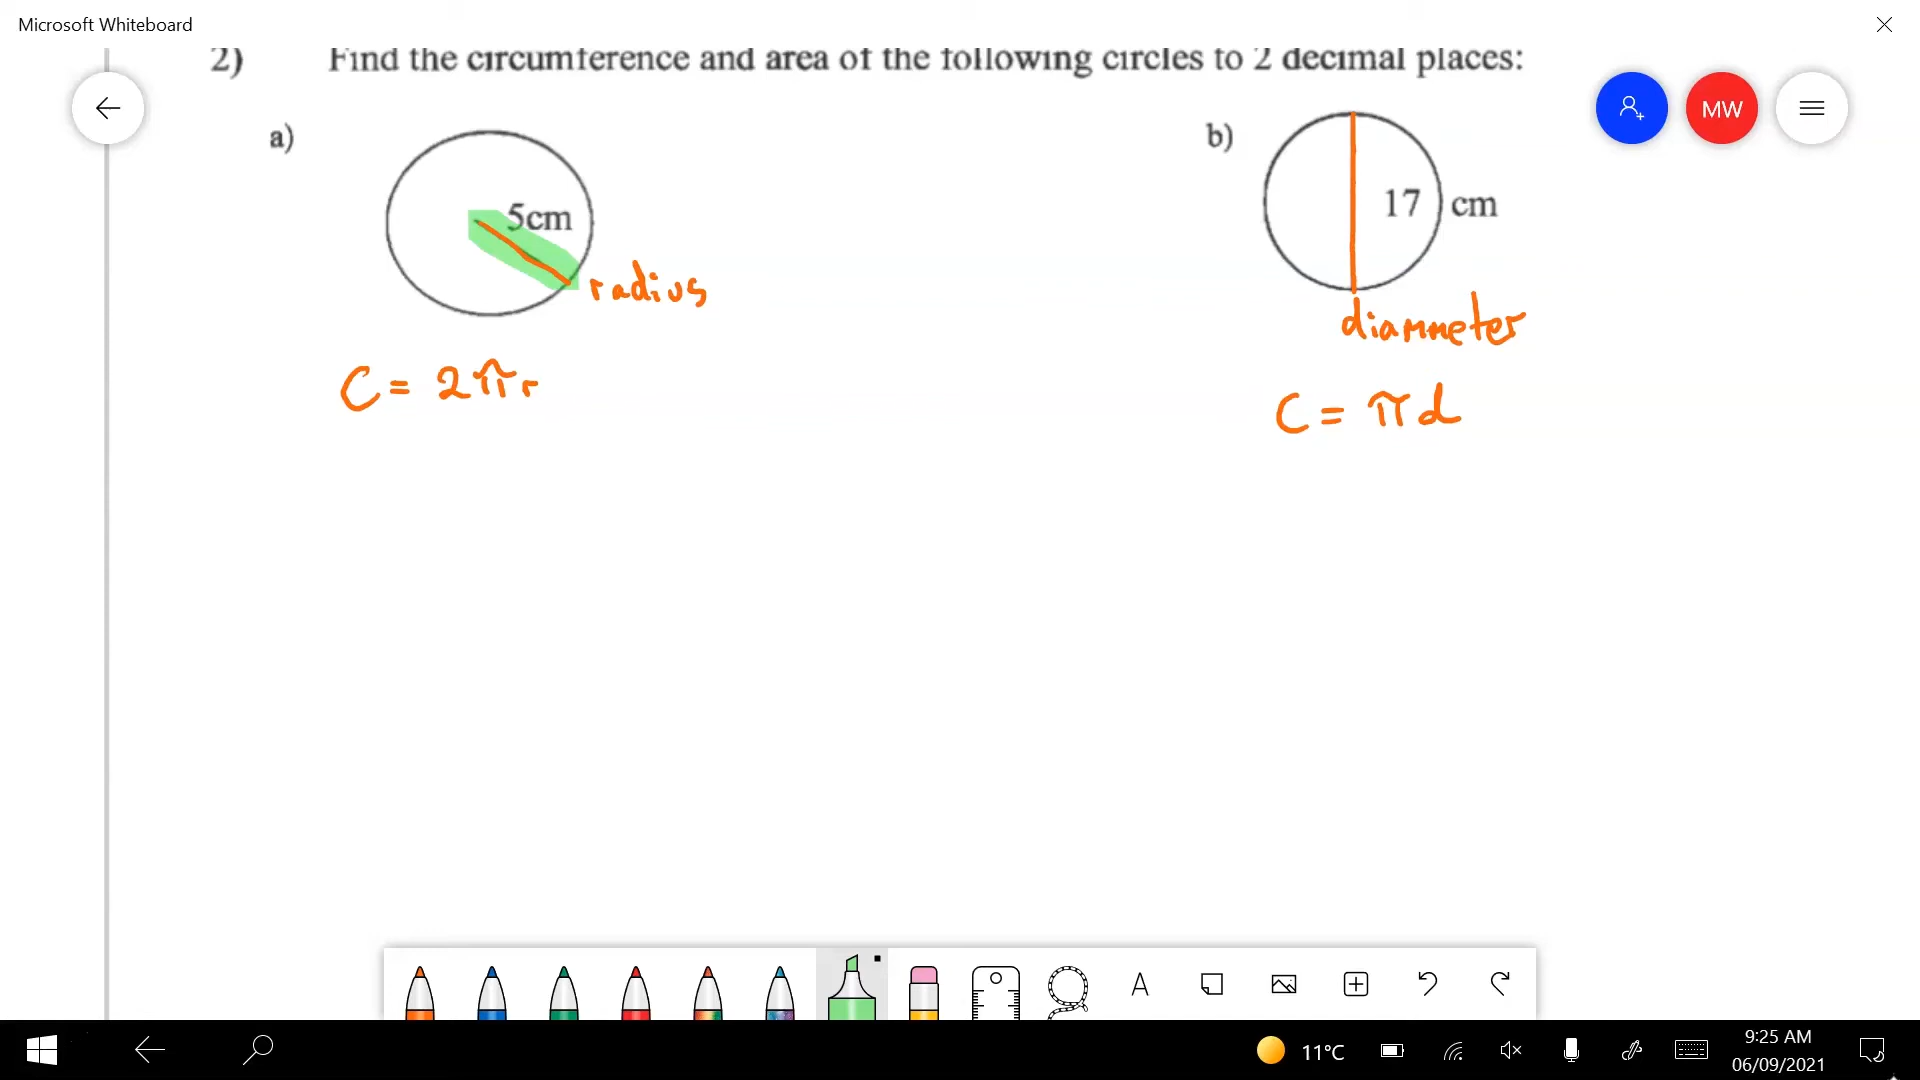 Microsoft Whiteboard
2) Find the circumference and area of the following circles to 2 decimal places:
MW
a)
5cm
radius
C = 2πr
b)
17 cm
diammeter
C = πd
A
11°C
9:25 AM
06/09/2021